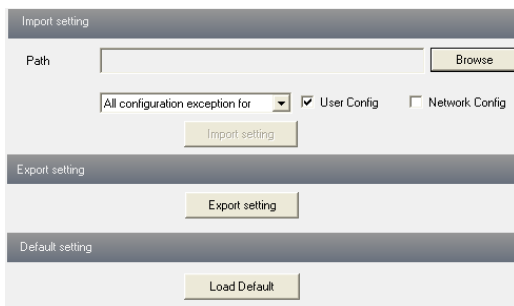 Import setting
Path Browse
All configuration exception for User Config Network Config
Import setting
Export setting
Export setting
Default setting
Load Default